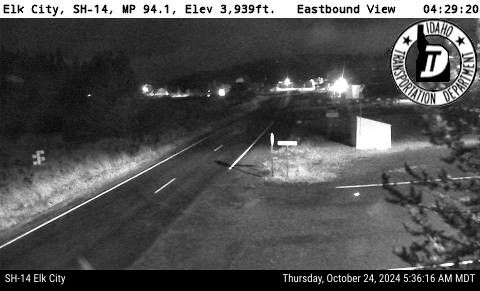 Elk City, SH-14, MP 94.1, Elev 3,939ft. Eastbound View 04:29:20
IDAHO
TRANSPORTATION DEPARTMENT
SH-14 Elk City Thursday, October 24, 2024 5:36:16 AM MDT